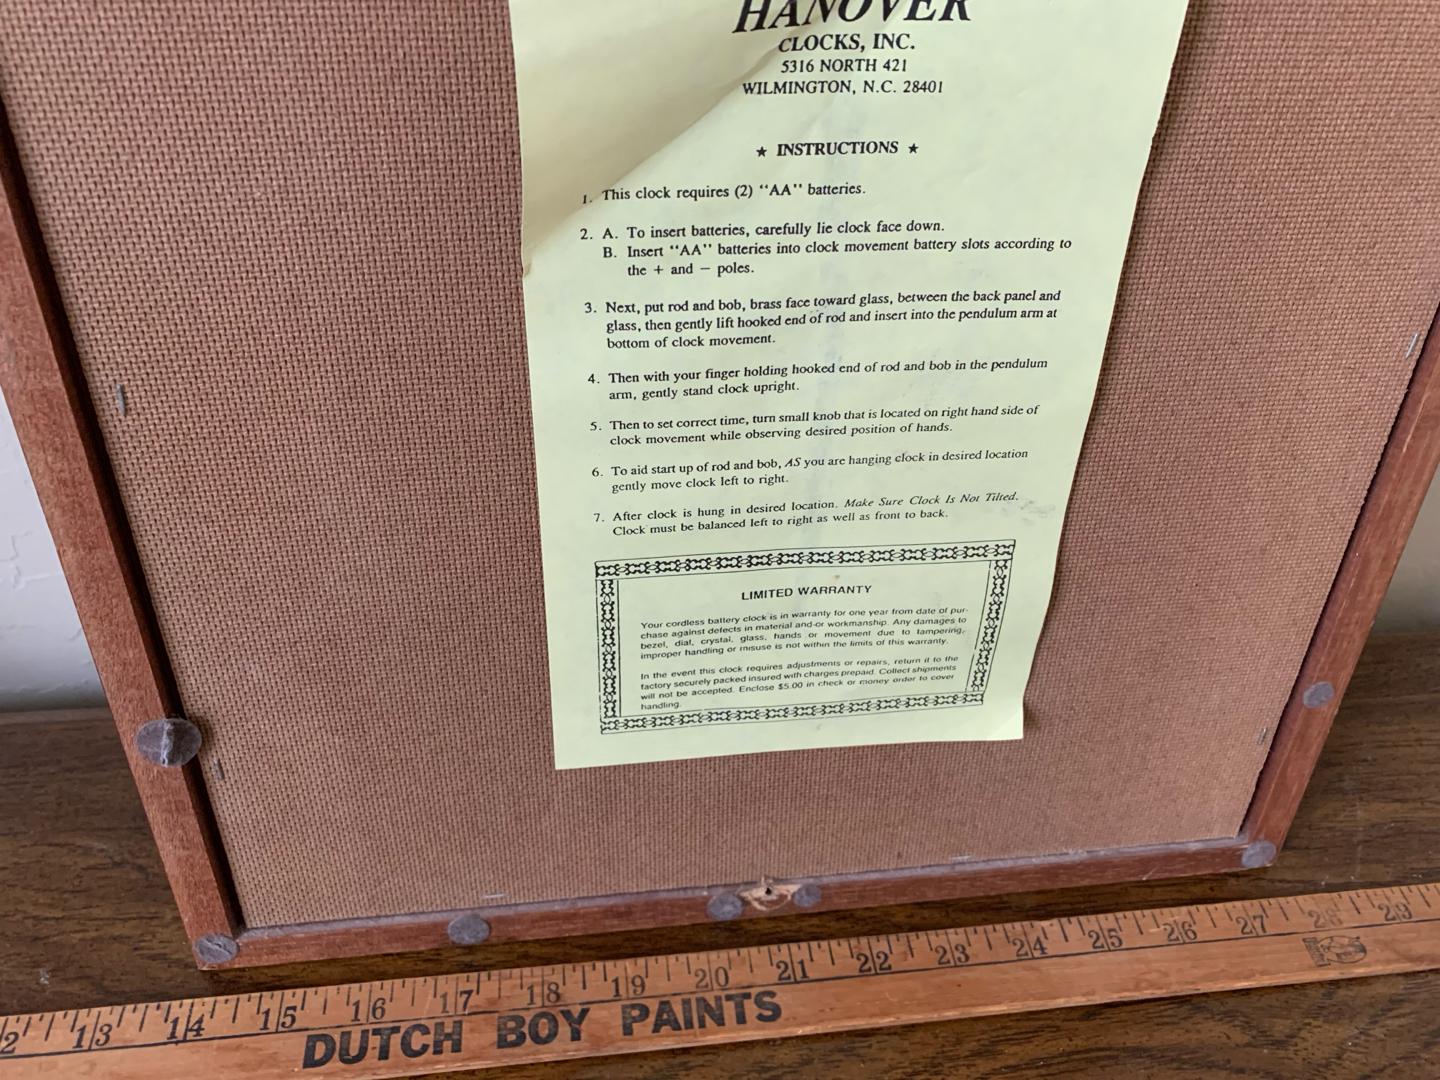 HANOVER
CLOCKS, INC.
5316 NORTH 421
WILMINGTON, N.C. 28401
★ INSTRUCTIONS ★
1. This clock requires (2) "AA" batteries.
2. A. To insert batteries, carefully lie clock face down.
B. Insert "AA" batteries into clock movement battery slots according to
the + and − poles.
3. Next, put rod and bob, brass face toward glass, between the back panel and
glass, then gently lift hooked end of rod and insert into the pendulum arm at
bottom of clock movement.
4. Then with your finger holding hooked end of rod and bob in the pendulum
arm, gently stand clock upright.
5. Then to set correct time, turn small knob that is located on right hand side of
clock movement while observing desired position of hands.
6. To aid start up of rod and bob, AS you are hanging clock in desired location
gently move clock left to right.
7. After clock is hung in desired location. Make Sure Clock Is Not Tilted.
Clock must be balanced left to right as well as front to back.
LIMITED WARRANTY
Your cordless battery clock is in warranty for one year from date of pur-
chase against defects in material and-or workmanship. Any damages to
bezel, dial, crystal, glass, hands or movement due to tampering,
improper handling or misuse is not within the limits of this warranty.
In the event this clock requires adjustments or repairs, return it to the
factory securely packed insured with charges prepaid. Collect shipments
will not be accepted. Enclose $5.00 in check or money order to cover
handling.
2 13 14 15 16 17 18 19 20 21 22 23 24 25 26 27 28 29
DUTCH BOY PAINTS